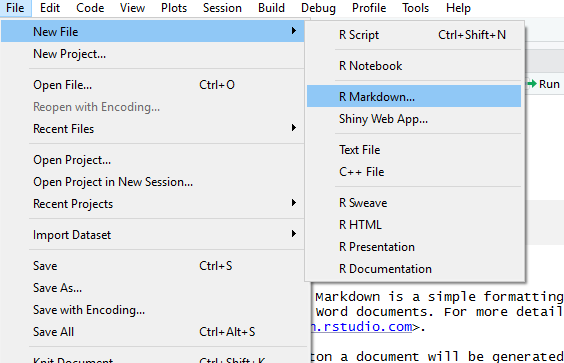 File Edit Code View Plots Session Build Debug Profile Tools Help
New File
New Project...
Open File... Ctrl+O
Reopen with Encoding...
Recent Files
Open Project...
Open Project in New Session...
Recent Projects
Import Dataset
Save Ctrl+S
Save As...
Save with Encoding...
Save All Ctrl+Alt+S
Knit Document Ctrl+Shift+K
R Script Ctrl+Shift+N
R Notebook
R Markdown...
Shiny Web App...
Text File
C++ File
R Sweave
R HTML
R Presentation
R Documentation
Run
Markdown is a simple formatting
Word documents. For more detail
n.rstudio.com>.
ton a document will be generated